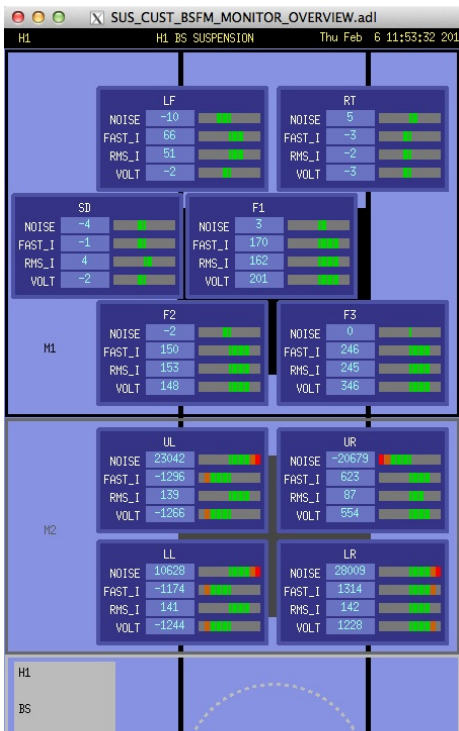 SUS_CUST_BSFM_MONITOR_OVERVIEW.adl
H1 H1 BS SUSPENSION Thu Feb 6 11:53:32 201
LF
NOISE -10
FAST_I 66
RMS_I 51
VOLT -2
RT
NOISE 5
FAST_I -3
RMS_I -2
VOLT -3
SD
NOISE -4
FAST_I -1
RMS_I 4
VOLT -2
F1
NOISE 3
FAST_I 170
RMS_I 162
VOLT 201
M1
F2
NOISE -2
FAST_I 150
RMS_I 153
VOLT 148
F3
NOISE 0
FAST_I 246
RMS_I 245
VOLT 346
UL
NOISE 23042
FAST_I -1296
RMS_I 139
VOLT -1266
UR
NOISE -20679
FAST_I 623
RMS_I 87
VOLT 554
M2
LL
NOISE 10628
FAST_I -1174
RMS_I 141
VOLT -1244
LR
NOISE 28009
FAST_I 1314
RMS_I 142
VOLT 1228
H1
BS